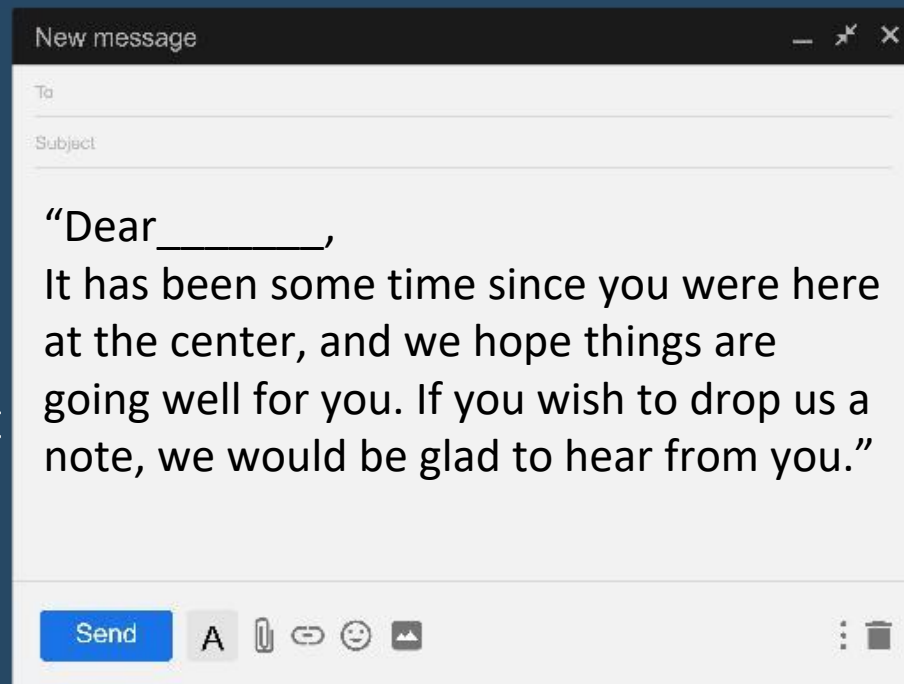 New message
To
Subject
“Dear_______,
It has been some time since you were here
at the center, and we hope things are
going well for you. If you wish to drop us a
note, we would be glad to hear from you.”
Send A